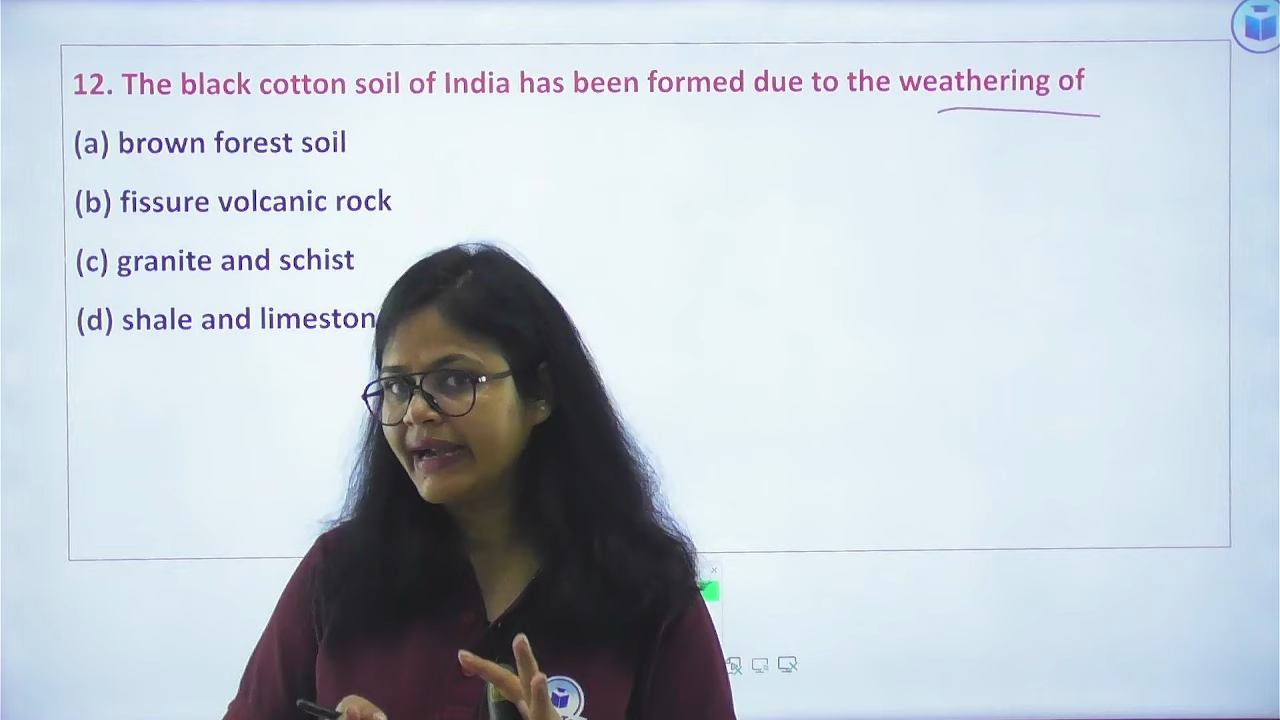 12. The black cotton soil of India has been formed due to the weathering of
(a) brown forest soil
(b) fissure volcanic rock
(c) granite and schist
(d) shale and limeston